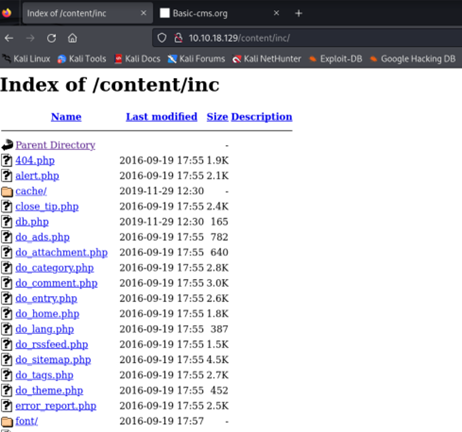 Index of /content/inc × Basic-cms.org × +
10.10.18.129/content/inc/
Kali Linux Kali Tools Kali Docs Kali Forums Kali NetHunter Exploit-DB Google Hacking DB
Index of /content/inc
Name Last modified Size Description
Parent Directory -
404.php 2016-09-19 17:55 1.9K
alert.php 2016-09-19 17:55 2.1K
cache/ 2019-11-29 12:30 -
close_tip.php 2016-09-19 17:55 2.4K
db.php 2019-11-29 12:30 165
do_ads.php 2016-09-19 17:55 782
do_attachment.php 2016-09-19 17:55 640
do_category.php 2016-09-19 17:55 2.8K
do_comment.php 2016-09-19 17:55 3.0K
do_entry.php 2016-09-19 17:55 2.6K
do_home.php 2016-09-19 17:55 1.8K
do_lang.php 2016-09-19 17:55 387
do_rssfeed.php 2016-09-19 17:55 1.5K
do_sitemap.php 2016-09-19 17:55 4.5K
do_tags.php 2016-09-19 17:55 2.7K
do_theme.php 2016-09-19 17:55 452
error_report.php 2016-09-19 17:55 2.5K
font/ 2016-09-19 17:57 -